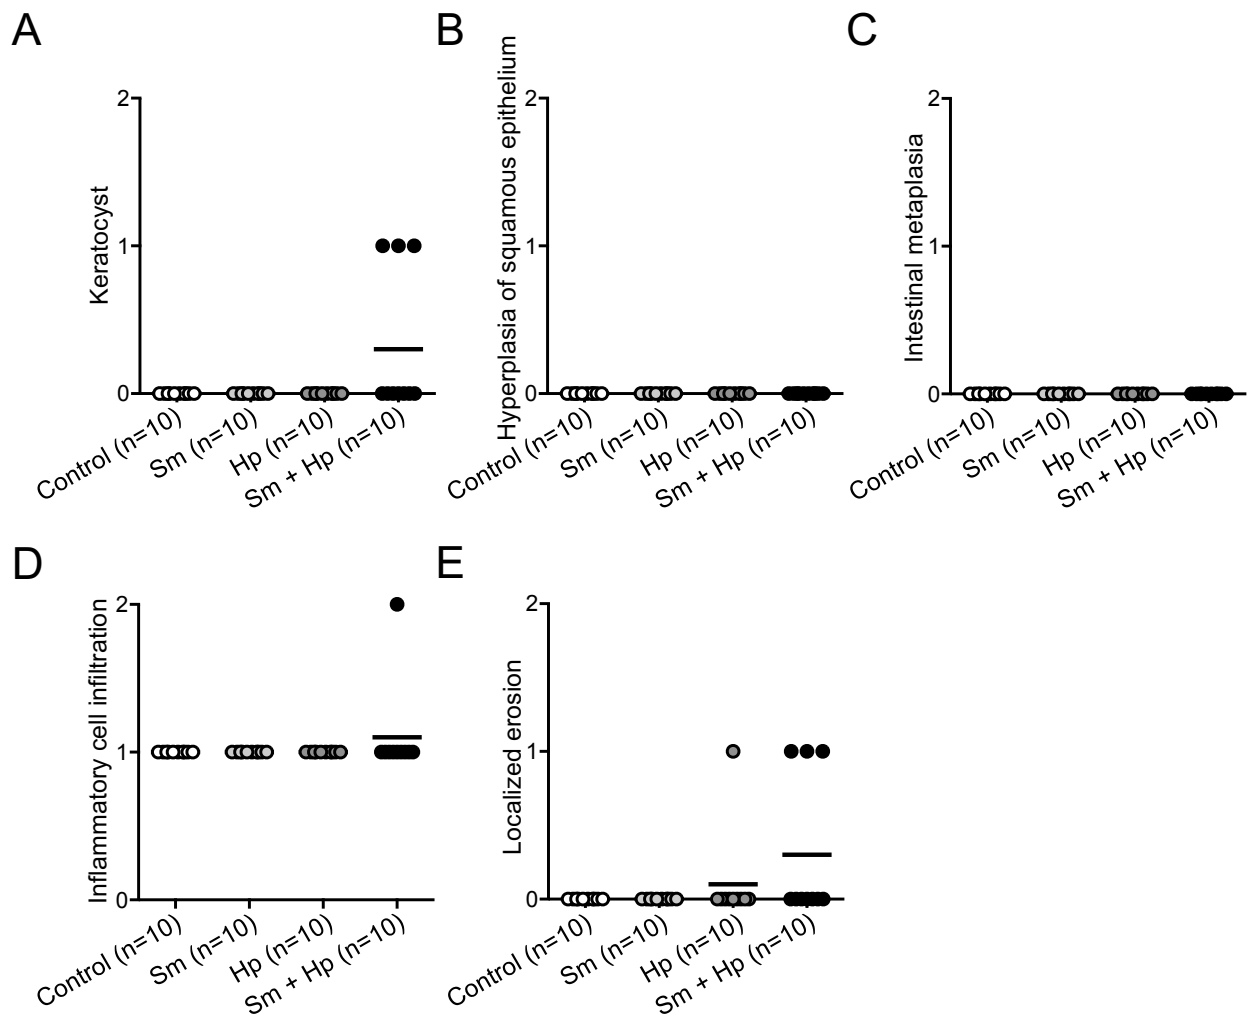 A
Keratocyst
2
1
0
Control (n=10)
Sm (n=10)
Hp (n=10)
Sm + Hp (n=10)
B
Hyperplasia of squamous epithelium
2
1
0
Control (n=10)
Sm (n=10)
Hp (n=10)
Sm + Hp (n=10)
C
Intestinal metaplasia
2
1
0
Control (n=10)
Sm (n=10)
Hp (n=10)
Sm + Hp (n=10)
D
Inflammatory cell infiltration
2
1
0
Control (n=10)
Sm (n=10)
Hp (n=10)
Sm + Hp (n=10)
E
Localized erosion
2
1
0
Control (n=10)
Sm (n=10)
Hp (n=10)
Sm + Hp (n=10)